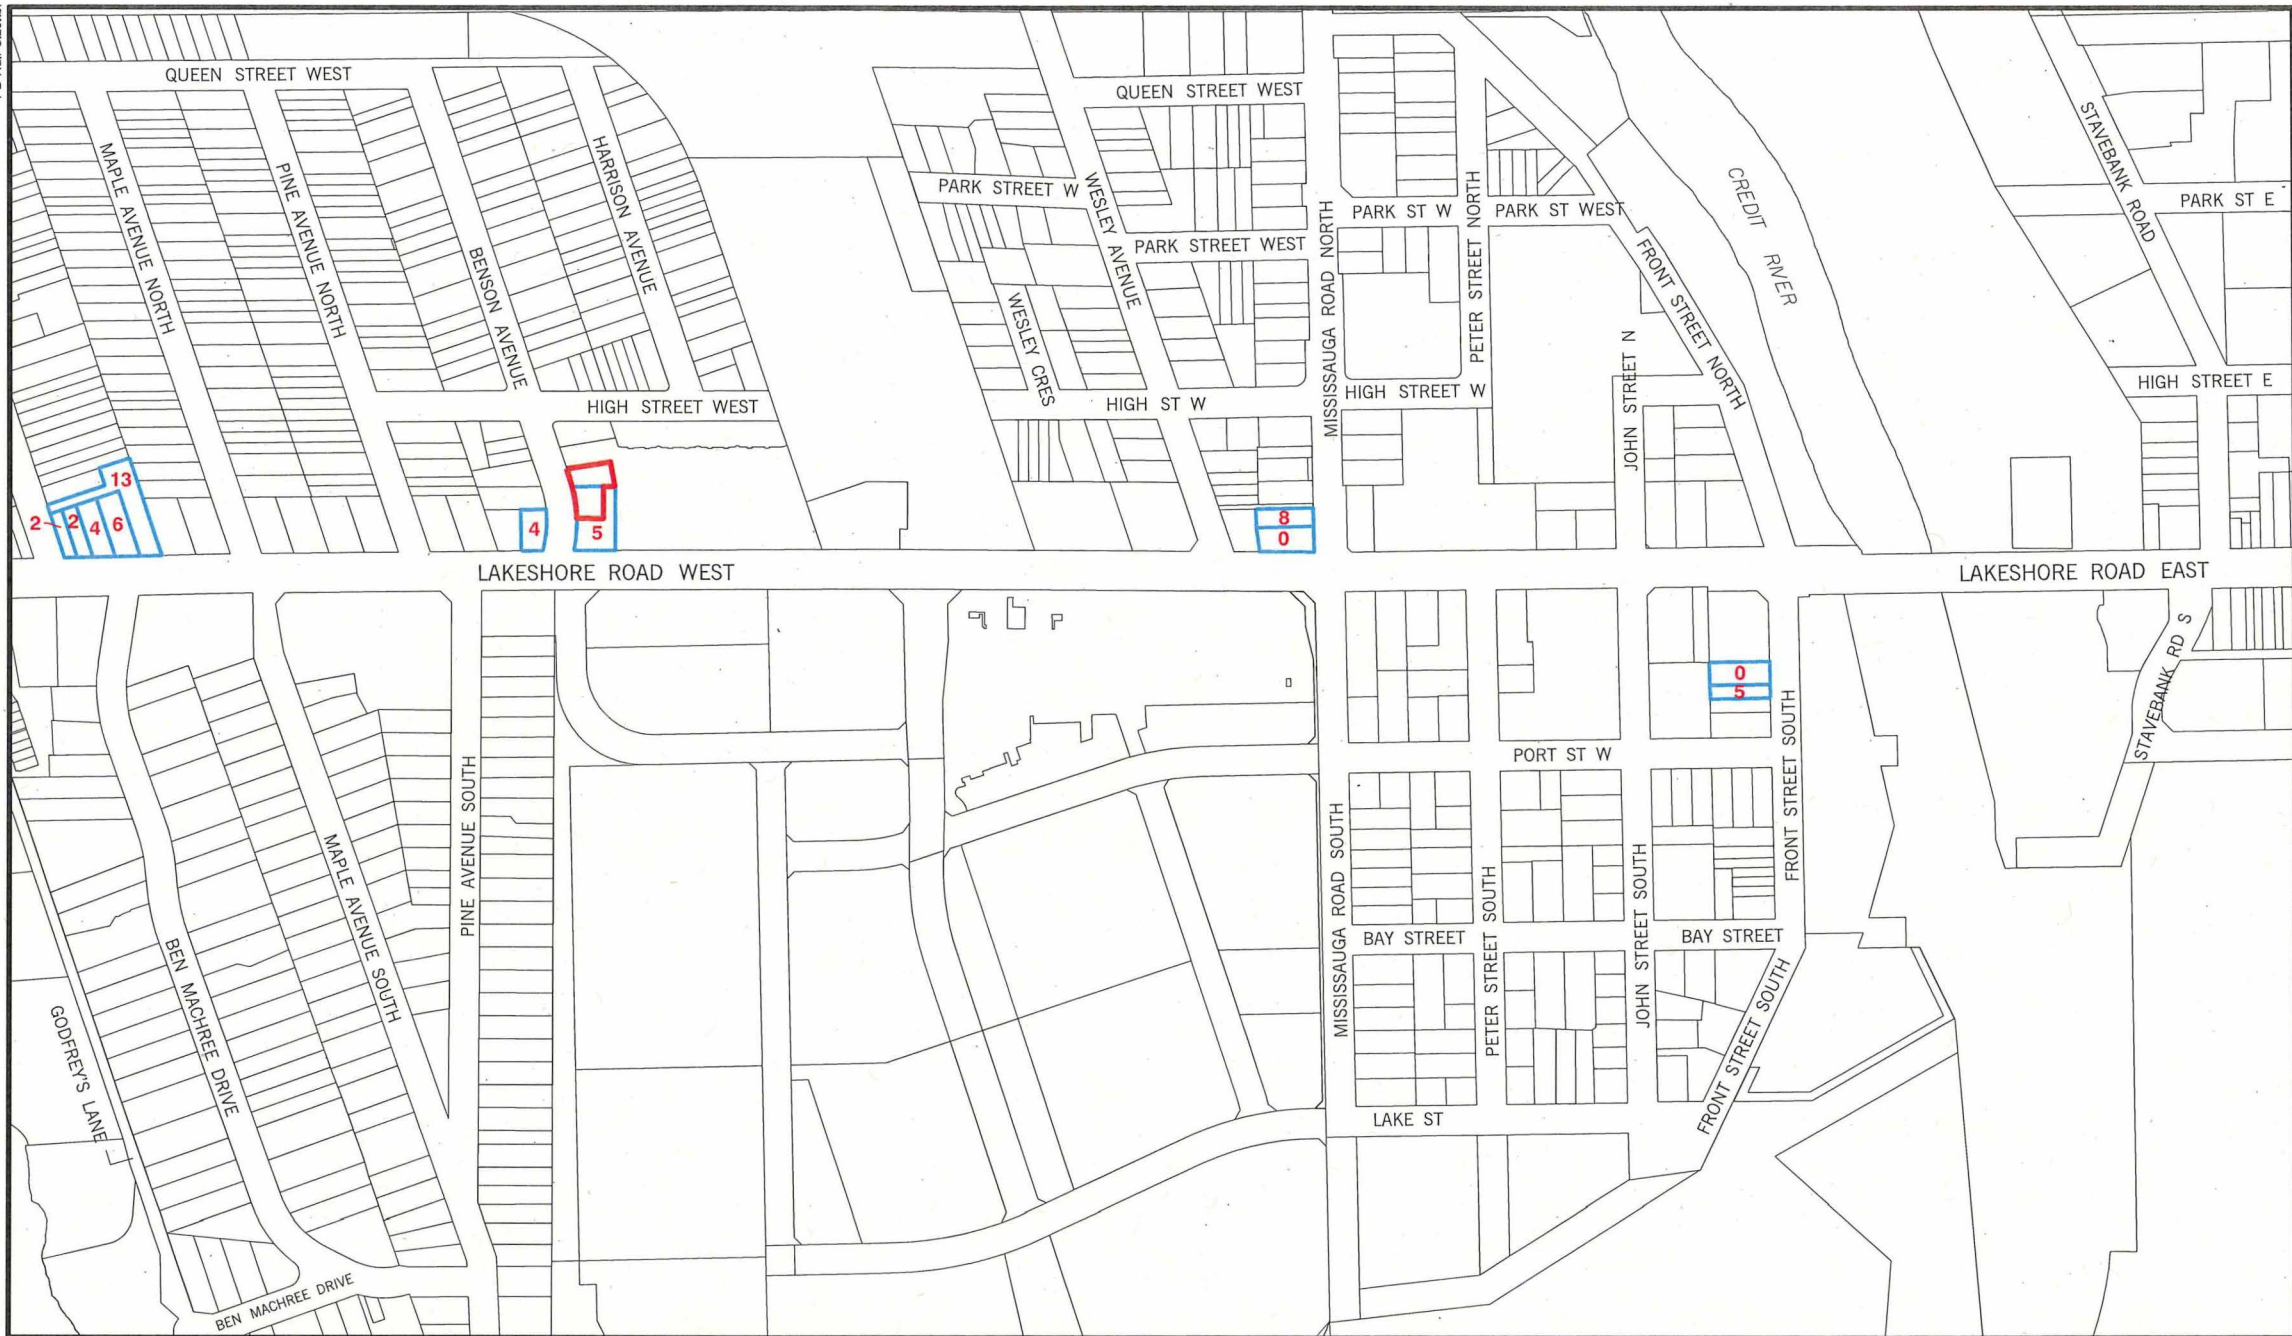 QUEEN STREET WEST
QUEEN STREET WEST
MAPLE AVENUE NORTH
PINE AVENUE NORTH
BENSON AVENUE
HARRISON AVENUE
PARK STREET W
WESLEY AVENUE
PARK STREET WEST
WESLEY CRES
MISSISSAUGA ROAD NORTH
PARK ST W
PETER STREET NORTH
PARK ST WEST
FRONT STREET NORTH
JOHN STREET N
CREDIT RIVER
STAVEBANK ROAD
PARK ST E
HIGH STREET WEST
HIGH ST W
HIGH STREET W
HIGH STREET E
13
2
2
4
6
4
5
8
0
LAKESHORE ROAD WEST
LAKESHORE ROAD EAST
0
5
STAVEBANK RD S
PORT ST W
PINE AVENUE SOUTH
MAPLE AVENUE SOUTH
BEN MACHREE DRIVE
GODFREY'S LANE
MISSISSAUGA ROAD SOUTH
PETER STREET SOUTH
JOHN STREET SOUTH
FRONT STREET SOUTH
BAY STREET
BAY STREET
FRONT STREET SOUTH
LAKE ST
BEN MACHREE DRIVE